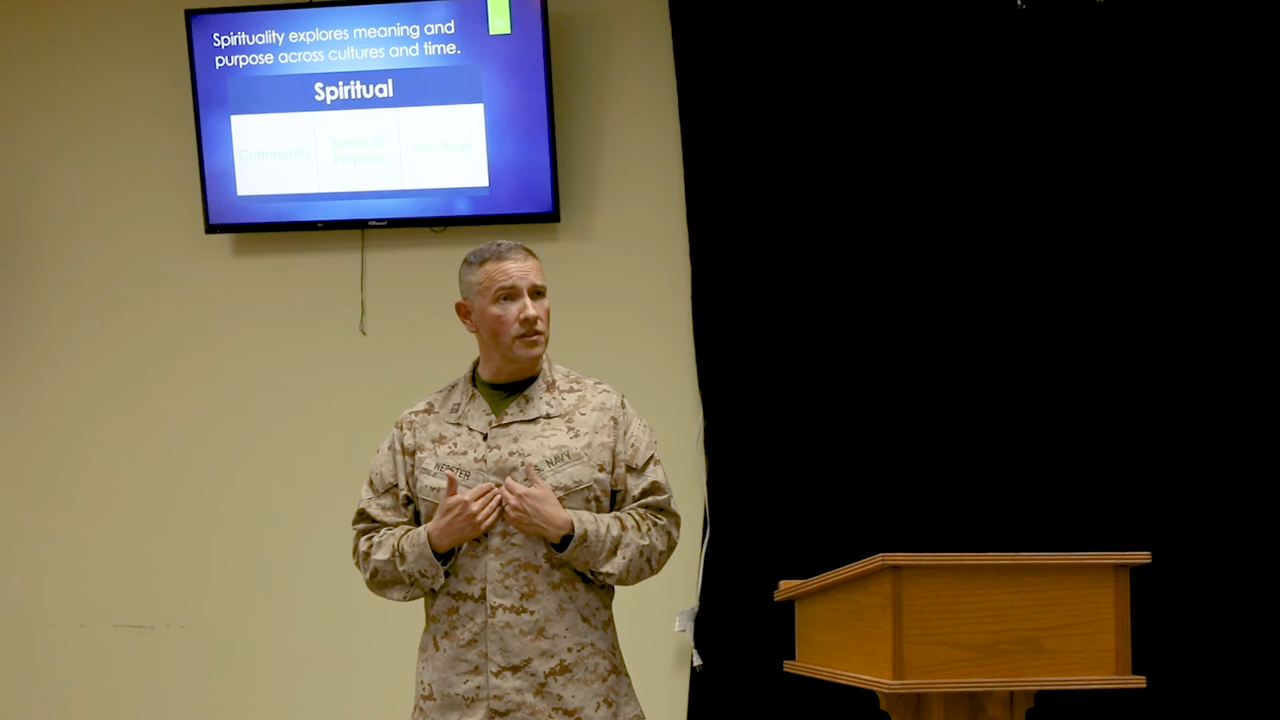 Spirituality explores meaning and
purpose across cultures and time.
Spiritual
Community
Sense of
Purpose
Practices
WEBSTER
U.S. NAVY